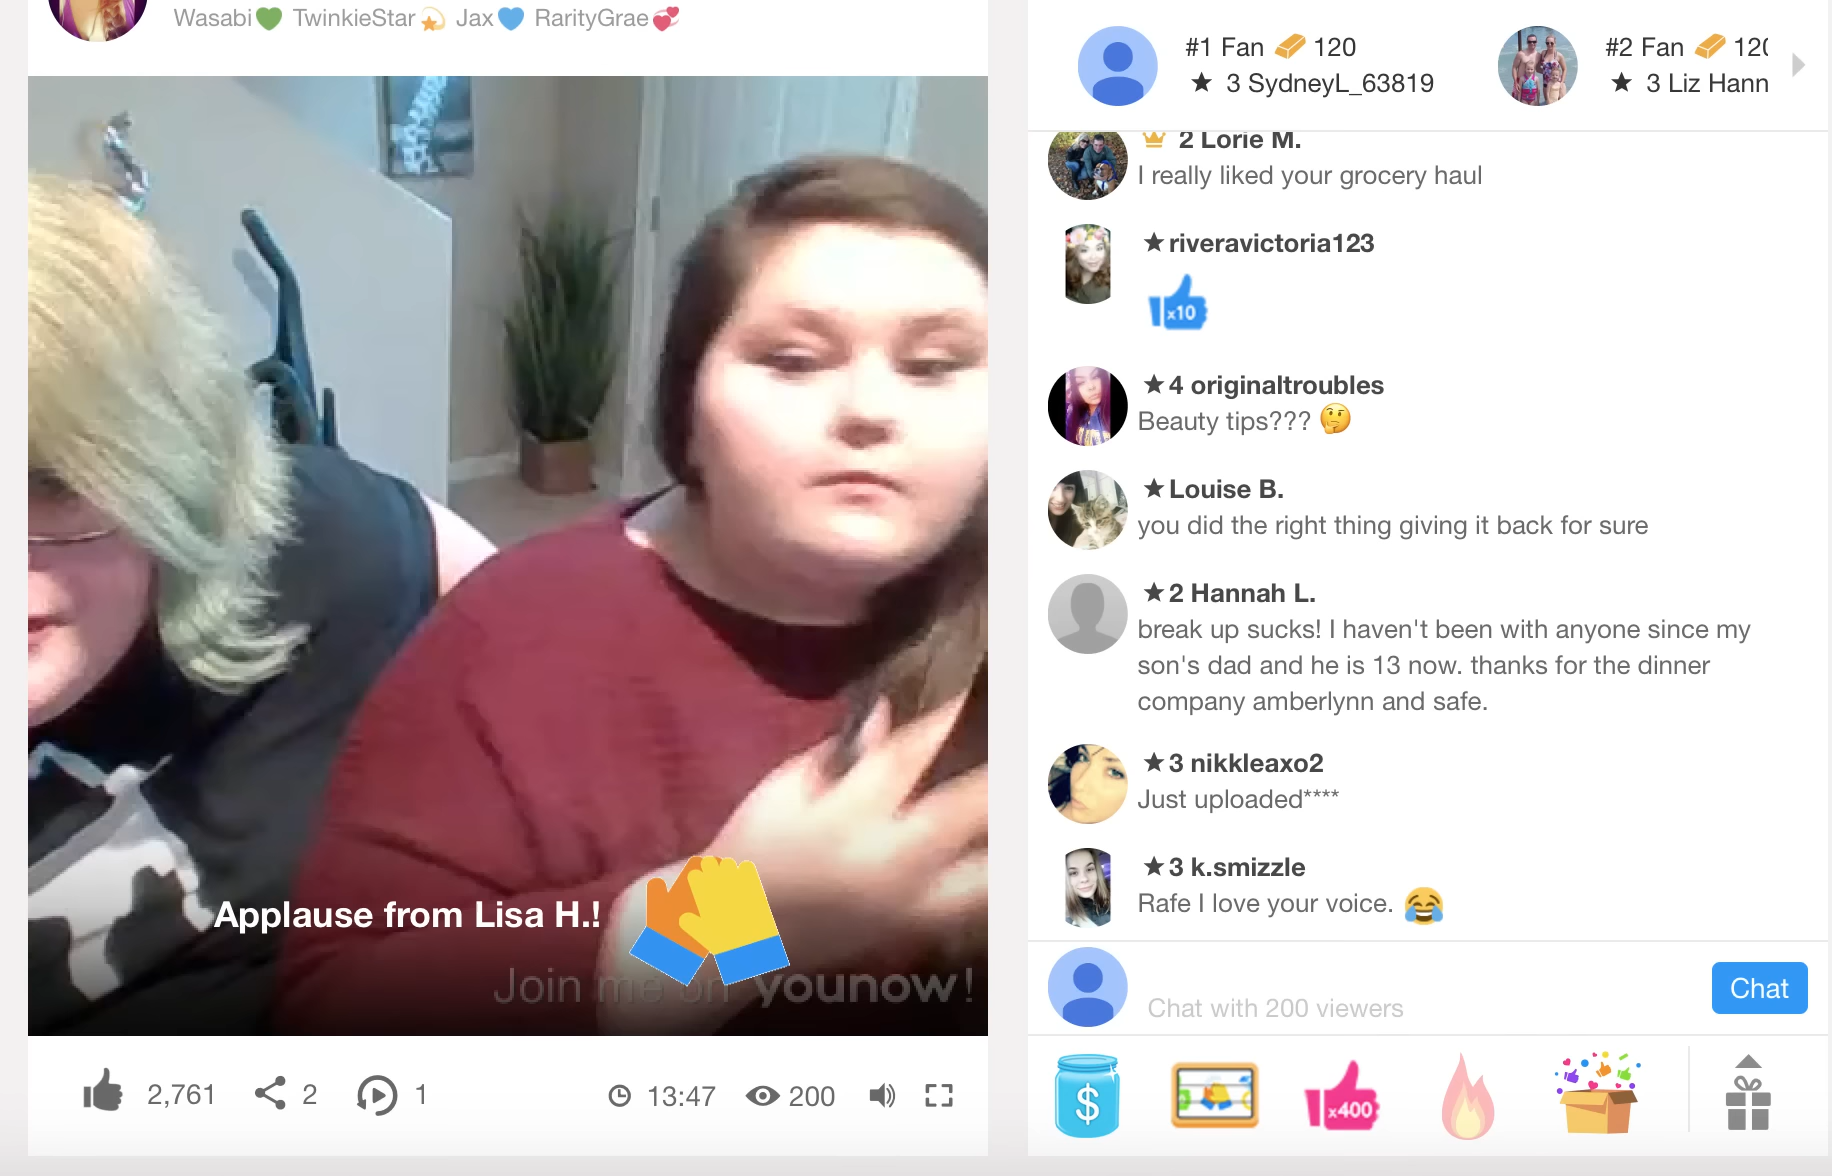 Wasabi💚 TwinkieStar💫 Jax💙 RarityGrae💞
Applause from Lisa H.!
Join me on younow!
2,761
2
1
13:47
200
#1 Fan 120
★ 3 SydneyL_63819
#2 Fan 120
★ 3 Liz Hann
2 Lorie M.
I really liked your grocery haul
★ riveravictoria123
x10
★ 4 originaltroubles
Beauty tips??? 🤔
★ Louise B.
you did the right thing giving it back for sure
★ 2 Hannah L.
break up sucks! I haven't been with anyone since my
son's dad and he is 13 now. thanks for the dinner
company amberlynn and safe.
★ 3 nikkleaxo2
Just uploaded****
★ 3 k.smizzle
Rafe I love your voice. 😂
Chat with 200 viewers
Chat
$
x400